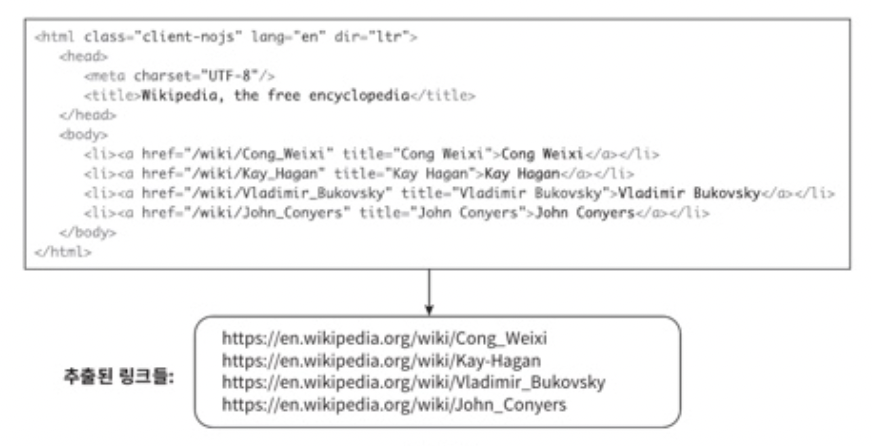 <html class="client-nojs" lang="en" dir="ltr">
<head>
<meta charset="UTF-8"/>
<title>Wikipedia, the free encyclopedia</title>
</head>
<body>
<li><a href="/wiki/Cong_Weixi" title="Cong Weixi">Cong Weixi</a></li>
<li><a href="/wiki/Kay_Hagan" title="Kay Hagan">Kay Hagan</a></li>
<li><a href="/wiki/Vladimir_Bukovsky" title="Vladimir Bukovsky">Vladimir Bukovsky</a></li>
<li><a href="/wiki/John_Conyers" title="John Conyers">John Conyers</a></li>
</body>
</html>
추출된 링크들:
https://en.wikipedia.org/wiki/Cong_Weixi
https://en.wikipedia.org/wiki/Kay-Hagan
https://en.wikipedia.org/wiki/Vladimir_Bukovsky
https://en.wikipedia.org/wiki/John_Conyers